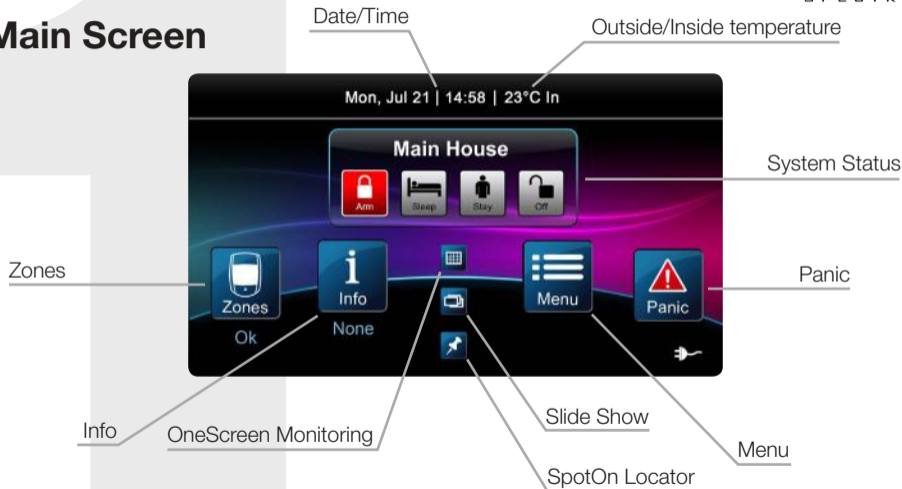 Main Screen
Date/Time
Outside/Inside temperature
Mon, Jul 21 | 14:58 | 23°C In
Main House
Arm
Sleep
Stay
Off
System Status
Zones
Panic
Zones
Info
Menu
Panic
Ok
None
Info
OneScreen Monitoring
Slide Show
Menu
SpotOn Locator